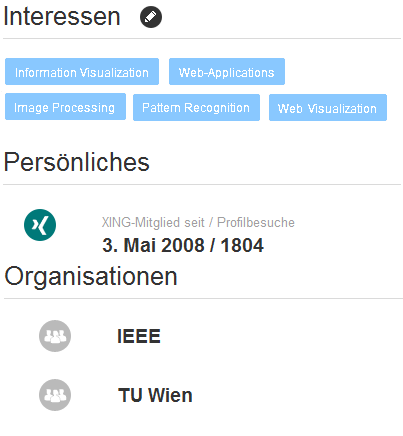 Interessen
Information Visualization Web-Applications
Image Processing Pattern Recognition Web Visualization
Persönliches
XING-Mitglied seit / Profilbesuche
3. Mai 2008 / 1804
Organisationen
IEEE
TU Wien